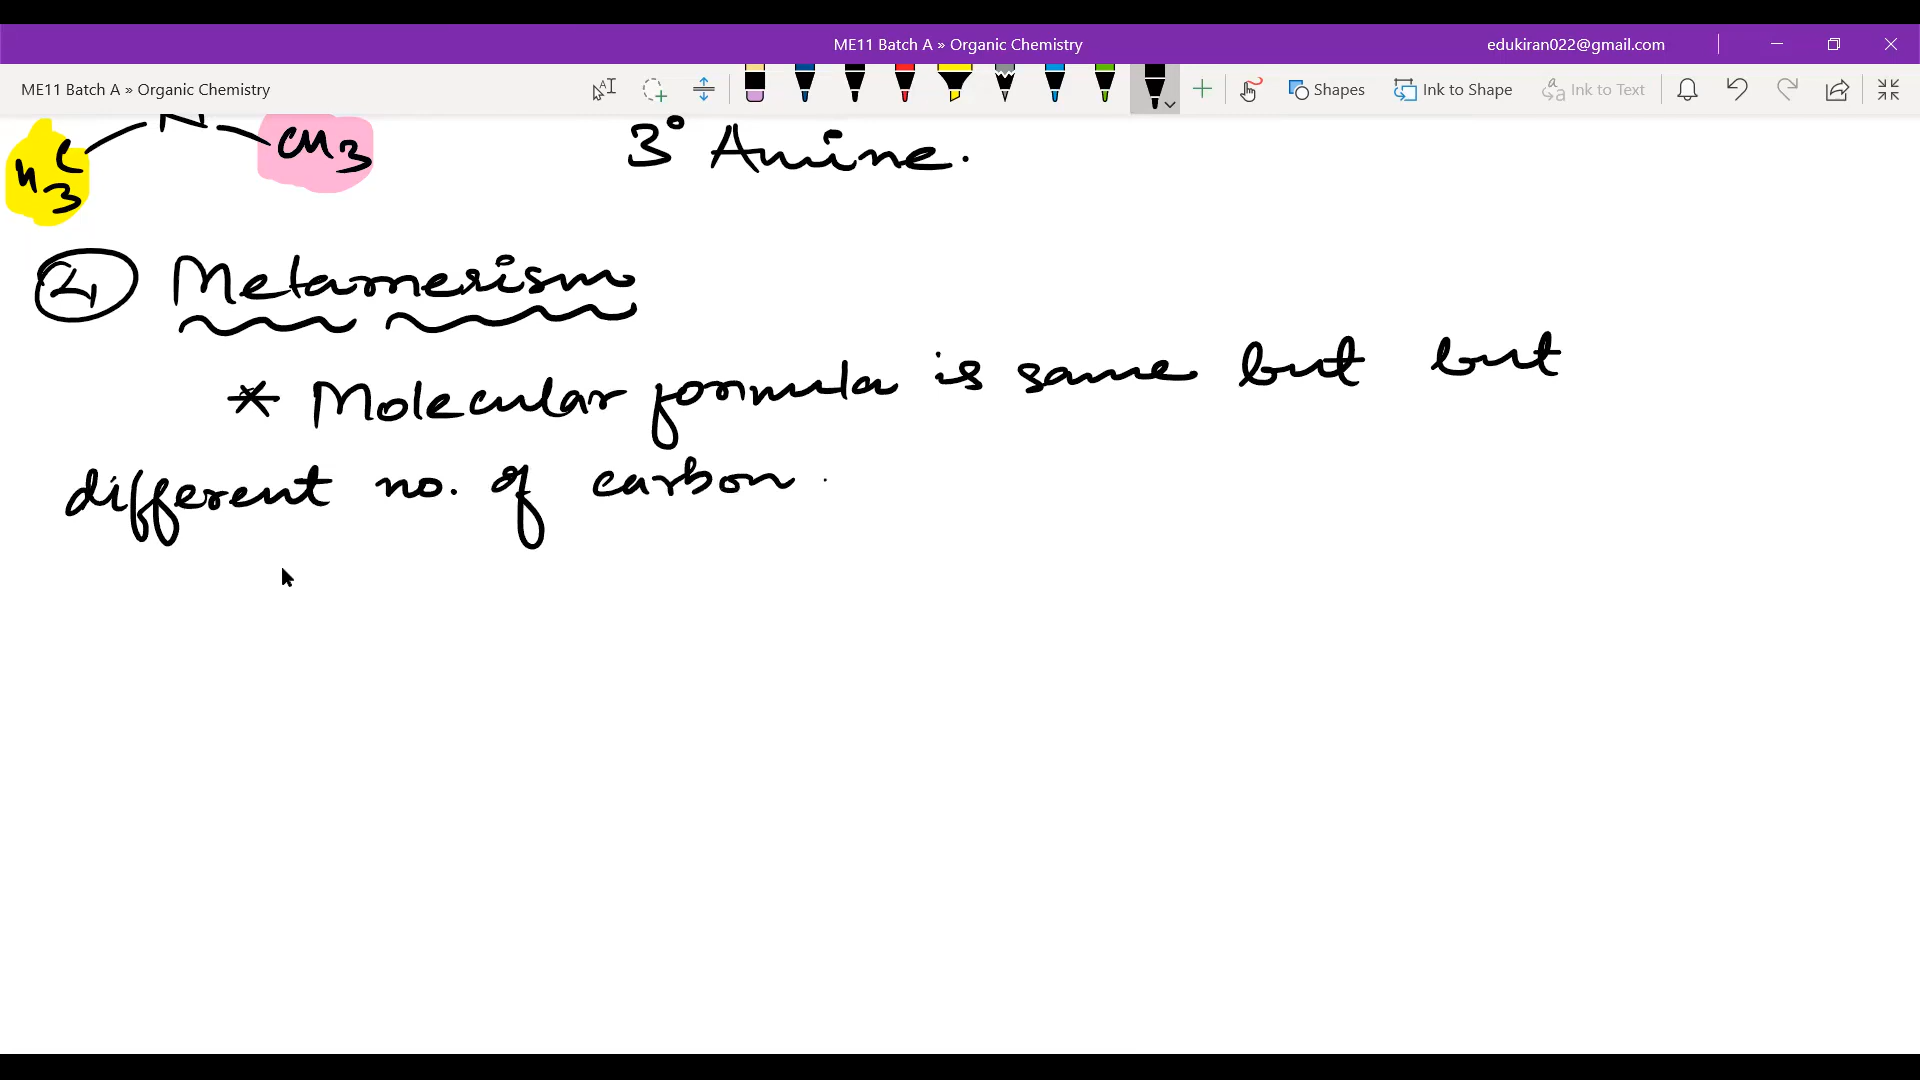 ME11 Batch A » Organic Chemistry
edukiran022@gmail.com
ME11 Batch A » Organic Chemistry
Shapes
Ink to Shape
Ink to Text
H3C N CH3
3° Amine.
4 Metamerism
* Molecular formula is same but but
different no. of carbon